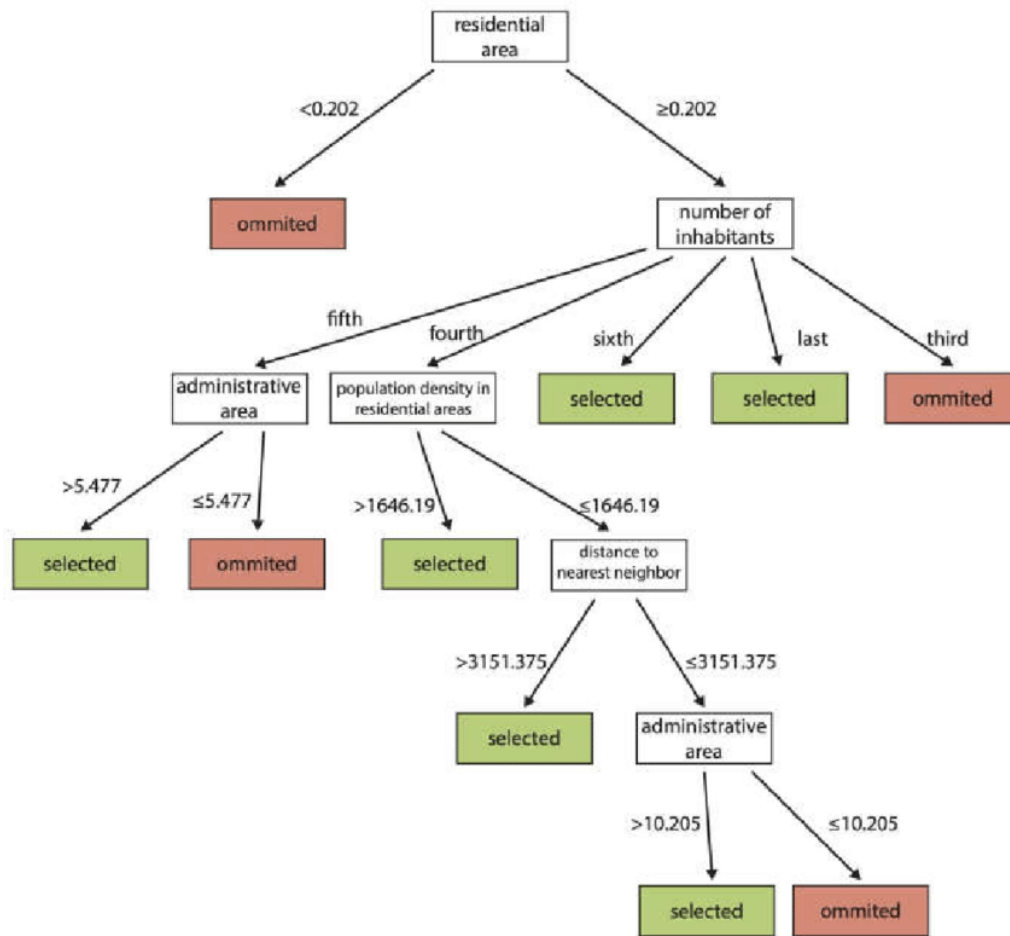 residential
area
<0.202
≥0.202
ommited
number of
inhabitants
fifth
fourth
sixth
last
third
administrative
area
population density in
residential areas
selected
selected
ommited
>5.477
≤5.477
>1646.19
≤1646.19
selected
ommited
selected
distance to
nearest neighbor
>3151.375
≤3151.375
selected
administrative
area
>10.205
≤10.205
selected
ommited